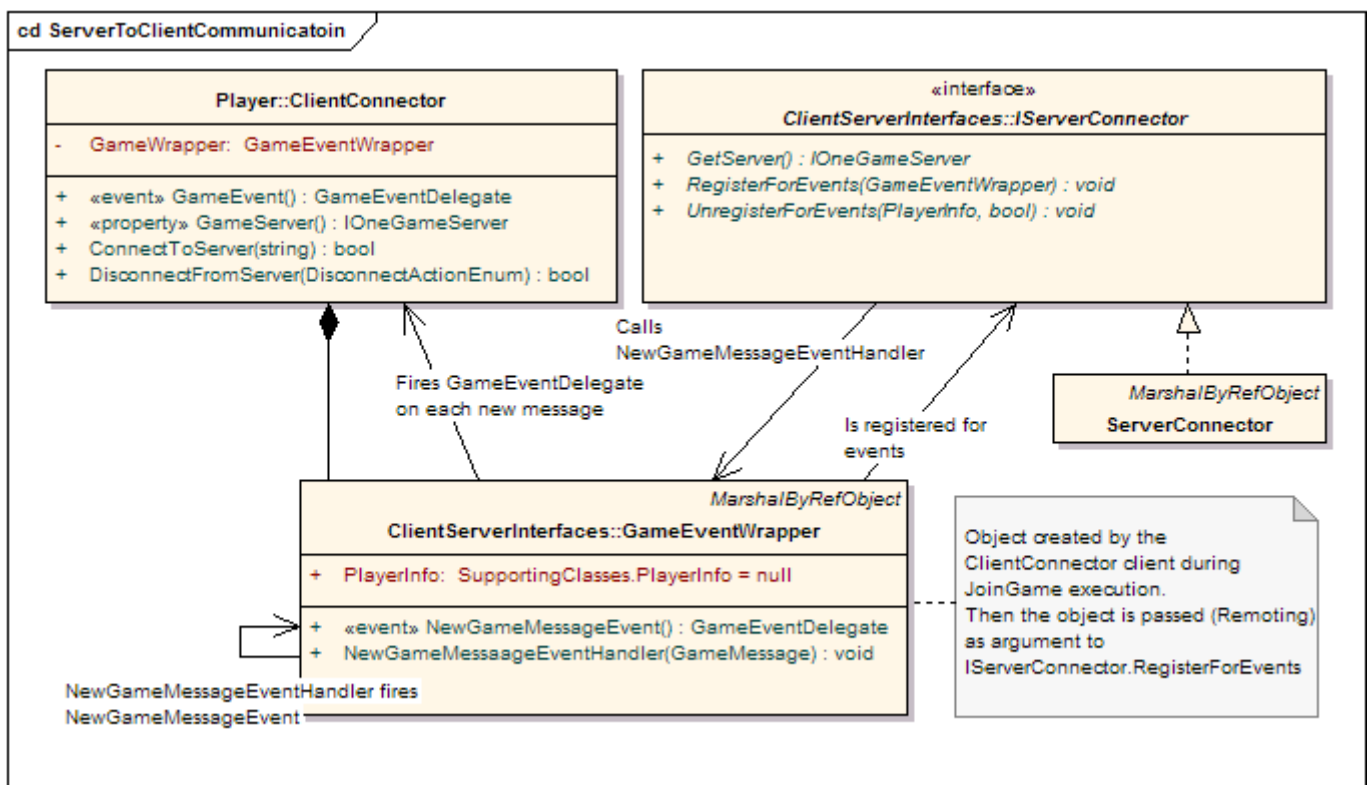 cd ServerToClientCommunicatoin
Player::ClientConnector
- GameWrapper: GameEventWrapper
+ «event» GameEvent() : GameEventDelegate
+ «property» GameServer() : IOneGameServer
+ ConnectToServer(string) : bool
+ DisconnectFromServer(DisconnectActionEnum) : bool
«interface»
ClientServerInterfaces::IServerConnector
+ GetServer() : IOneGameServer
+ RegisterForEvents(GameEventWrapper) : void
+ UnregisterForEvents(PlayerInfo, bool) : void
Calls
NewGameMessageEventHandler
Fires GameEventDelegate
on each new message
Is registered for
events
MarshalByRefObject
ServerConnector
MarshalByRefObject
ClientServerInterfaces::GameEventWrapper
+ PlayerInfo: SupportingClasses.PlayerInfo = null
+ «event» NewGameMessageEvent() : GameEventDelegate
+ NewGameMessaageEventHandler(GameMessage) : void
NewGameMessageEventHandler fires
NewGameMessageEvent
Object created by the
ClientConnector client during
JoinGame execution.
Then the object is passed (Remoting)
as argument to
IServerConnector.RegisterForEvents